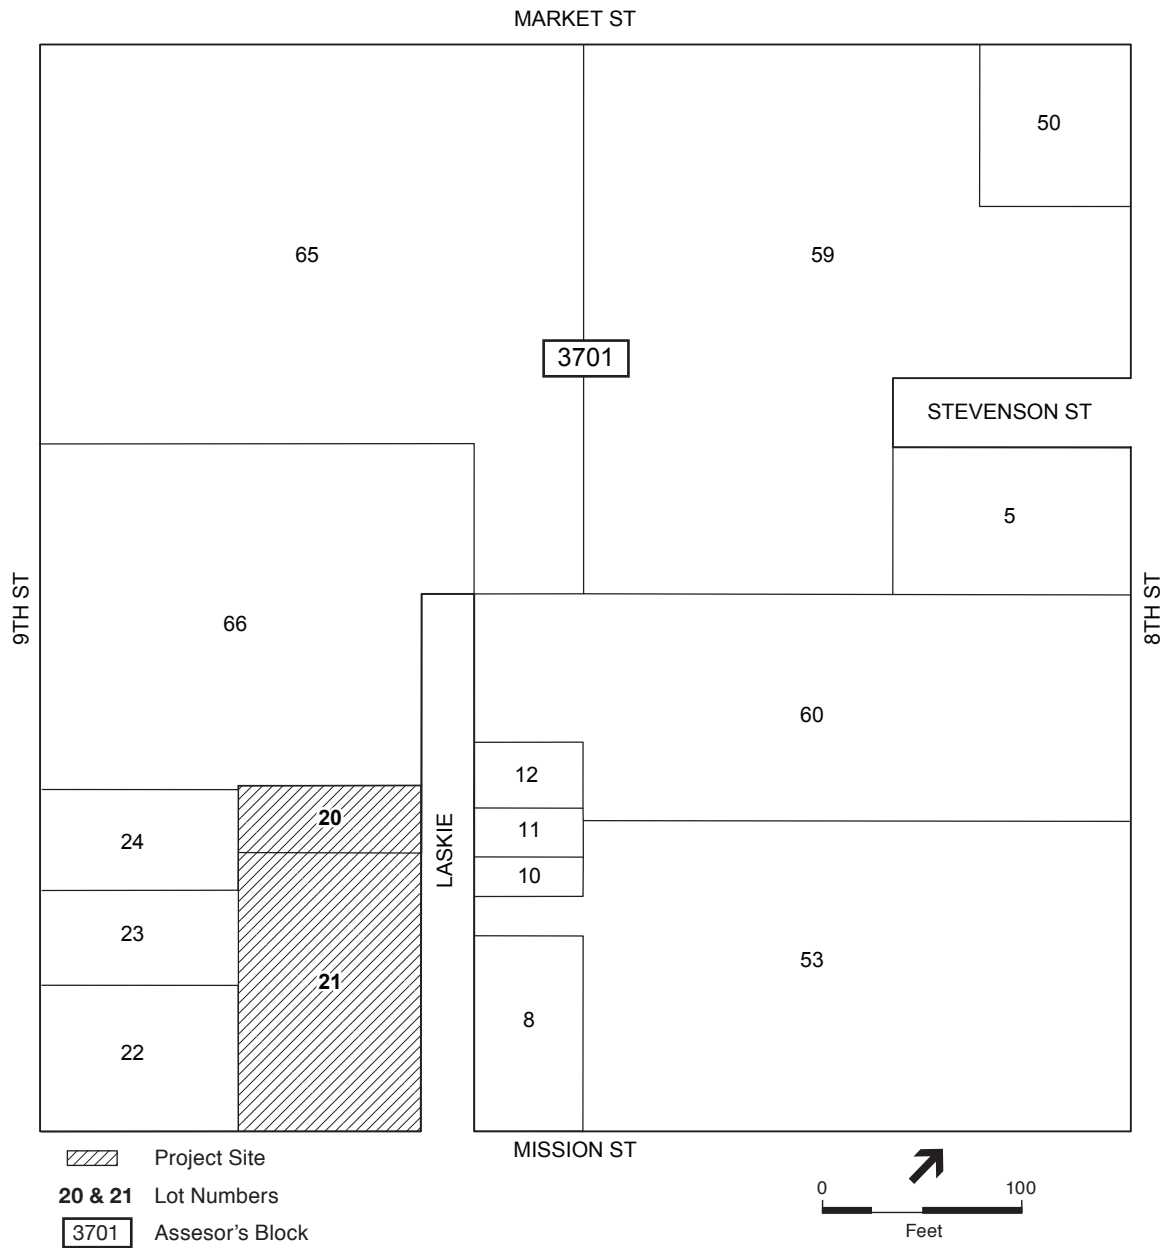 MARKET ST
50
65
59
3701
STEVENSON ST
5
9TH ST
8TH ST
66
60
12
20
11
24
LASKIE
10
23
53
21
8
22
MISSION ST
Project Site
20 & 21 Lot Numbers
0 100
Feet
3701 Assesor's Block